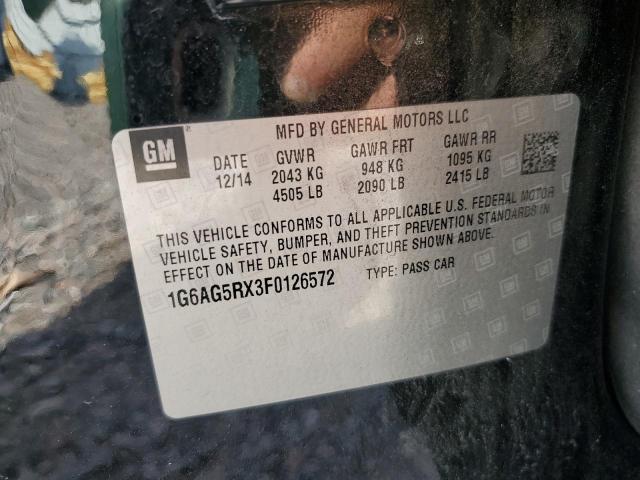 GM
MFD BY GENERAL MOTORS LLC
DATE GVWR GAWR FRT GAWR RR
12/14 2043 KG 948 KG 1095 KG
4505 LB 2090 LB 2415 LB
THIS VEHICLE CONFORMS TO ALL APPLICABLE U.S. FEDERAL MOTOR
VEHICLE SAFETY, BUMPER, AND THEFT PREVENTION STANDARDS IN
EFFECT ON THE DATE OF MANUFACTURE SHOWN ABOVE.
1G6AG5RX3F0126572 TYPE: PASS CAR